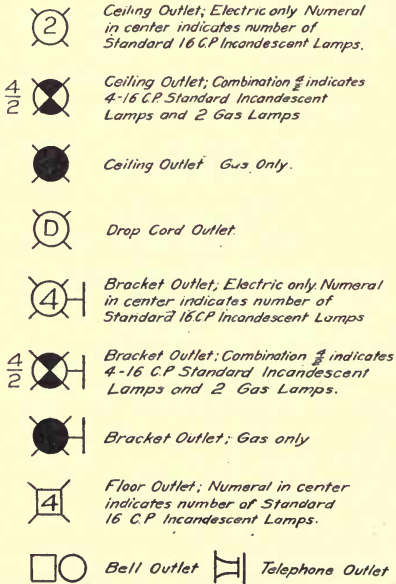 2 Ceiling Outlet; Electric only Numeral
in center indicates number of
Standard 16 C.P. Incandescent Lamps.
4/2 Ceiling Outlet; Combination 4/2 indicates
4-16 C.P. Standard Incandescent
Lamps and 2 Gas Lamps
Ceiling Outlet Gas Only.
D Drop Cord Outlet.
4 Bracket Outlet; Electric only. Numeral
in center indicates number of
Standard 16 C.P Incandescent Lamps
4/2 Bracket Outlet; Combination 4/2 indicates
4-16 C.P Standard Incandescent
Lamps and 2 Gas Lamps.
Bracket Outlet; Gas only
4 Floor Outlet; Numeral in center
indicates number of Standard
16 C.P Incandescent Lamps.
Bell Outlet Telephone Outlet